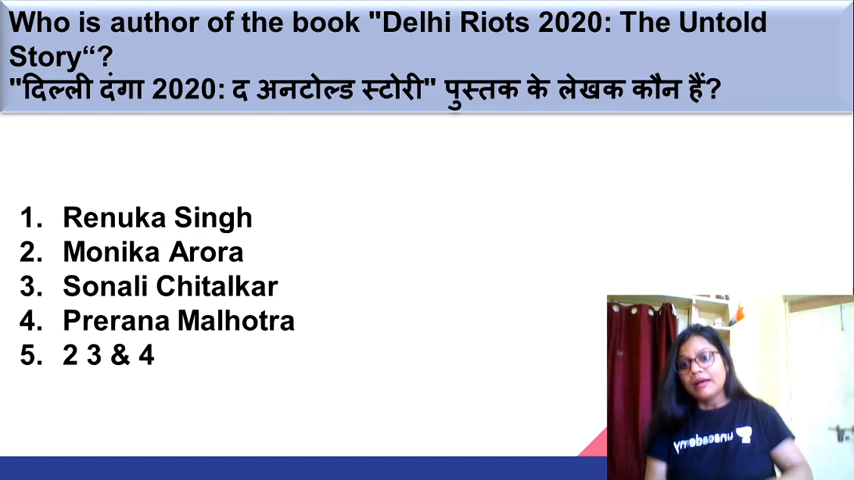 Who is author of the book "Delhi Riots 2020: The Untold
Story“?
"दिल्ली दंगा 2020: द अनटोल्ड स्टोरी" पुस्तक के लेखक कौन हैं?
1. Renuka Singh
2. Monika Arora
3. Sonali Chitalkar
4. Prerana Malhotra
5. 2 3 & 4
unacademy